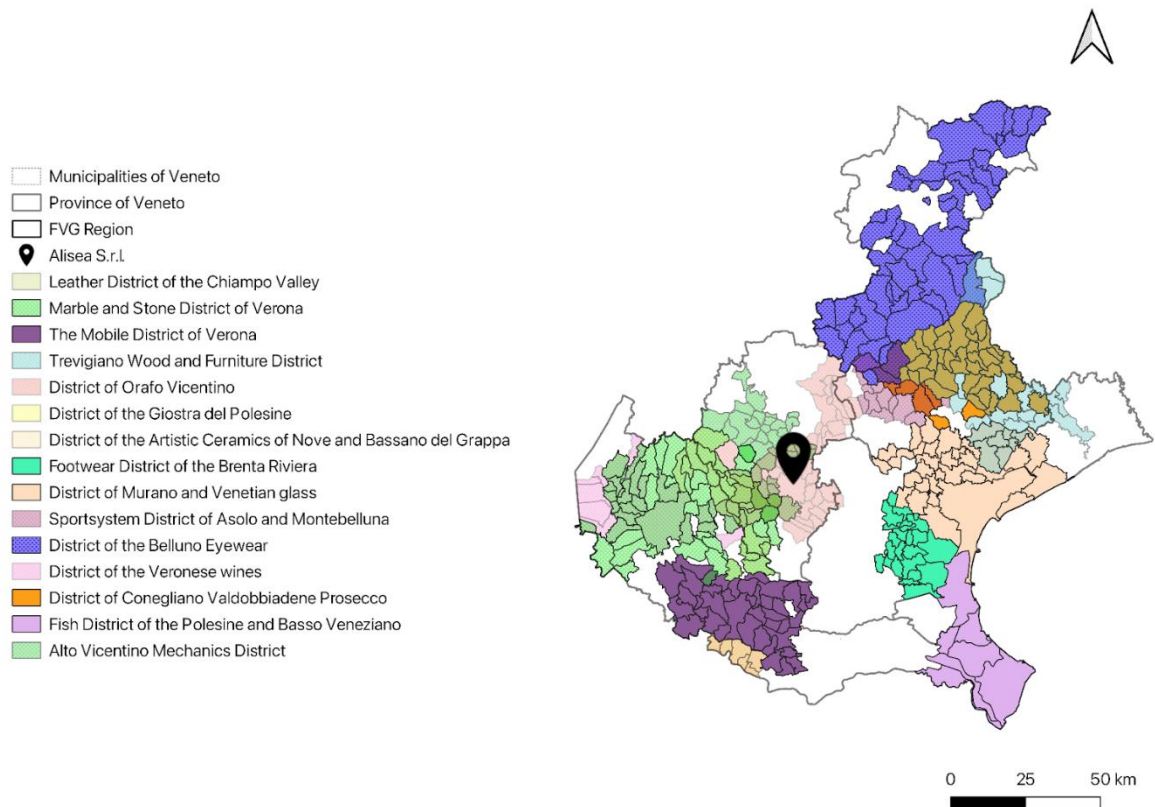 Municipalities of Veneto
Province of Veneto
FVG Region
Alisea S.r.l.
Leather District of the Chiampo Valley
Marble and Stone District of Verona
The Mobile District of Verona
Trevigiano Wood and Furniture District
District of Orafo Vicentino
District of the Giostra del Polesine
District of the Artistic Ceramics of Nove and Bassano del Grappa
Footwear District of the Brenta Riviera
District of Murano and Venetian glass
Sportsystem District of Asolo and Montebelluna
District of the Belluno Eyewear
District of the Veronese wines
District of Conegliano Valdobbiadene Prosecco
Fish District of the Polesine and Basso Veneziano
Alto Vicentino Mechanics District
0 25 50 km